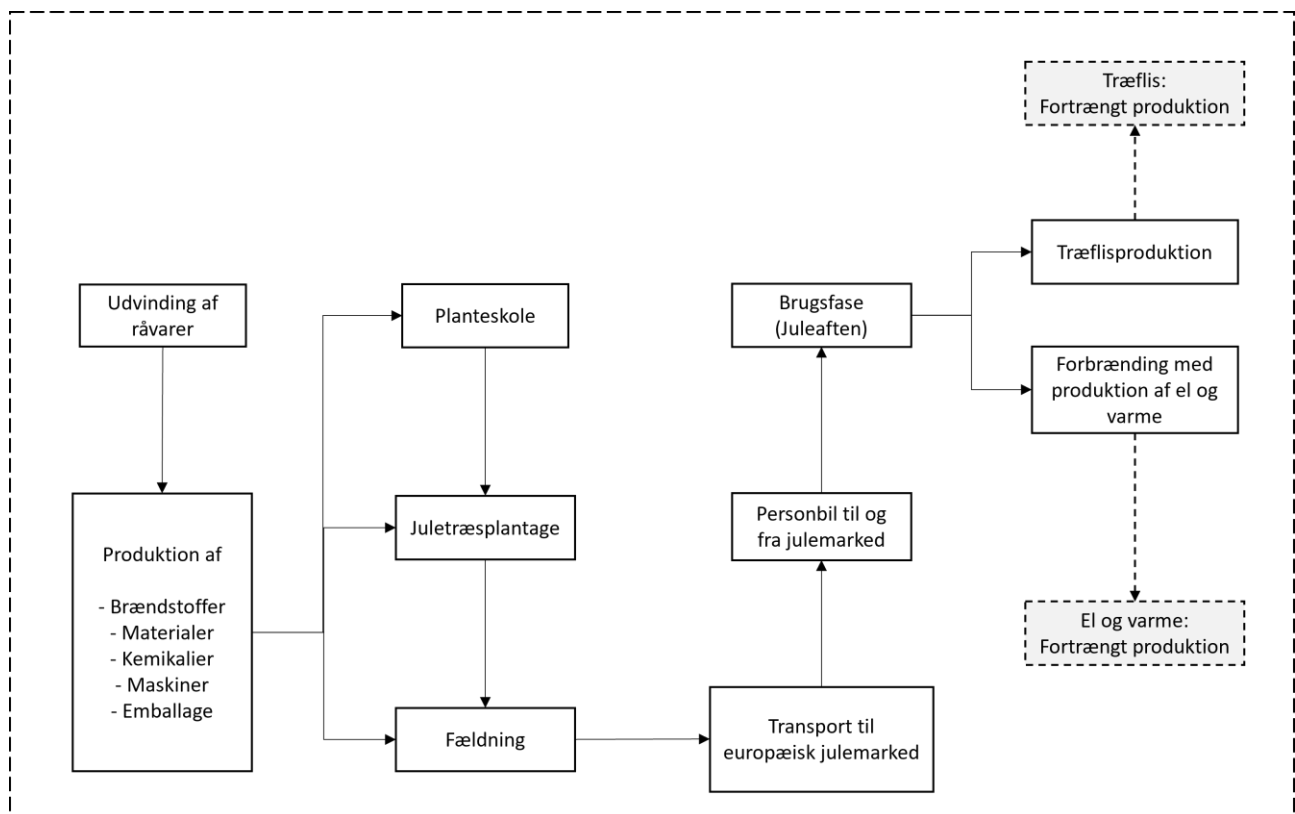 Træflis:
Fortrængt produktion
Træflisproduktion
Udvinding af
råvarer
Planteskole
Brugsfase
(Juleaften)
Forbrænding med
produktion af el og
varme
Produktion af
- Brændstoffer
- Materialer
- Kemikalier
- Maskiner
- Emballage
Juletræsplantage
Personbil til og
fra julemarked
El og varme:
Fortrængt produktion
Fældning
Transport til
europæisk julemarked